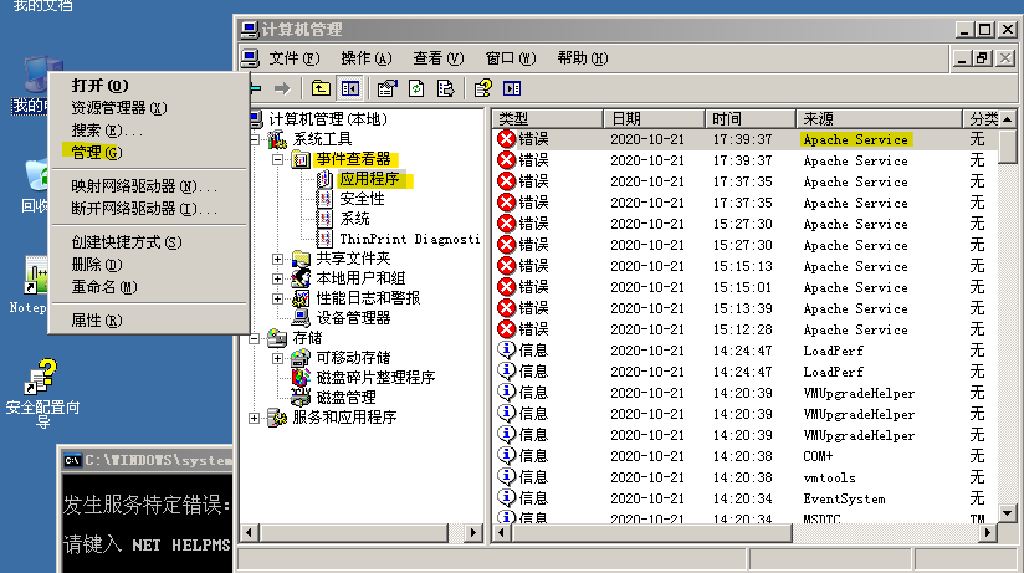 我的文档
我的电
回收
Notep
安全配置向
导
打开(O)
资源管理器(X)
搜索(E)...
管理(G)
映射网络驱动器(N)...
断开网络驱动器(I)...
创建快捷方式(S)
删除(D)
重命名(M)
属性(R)
C:\WINDOWS\system
发生服务特定错误:
请键入 NET HELPMS
计算机管理
文件(F) 操作(A) 查看(V) 窗口(W) 帮助(H)
计算机管理(本地)
系统工具
事件查看器
应用程序
安全性
系统
ThinPrint Diagnosti
共享文件夹
本地用户和组
性能日志和警报
设备管理器
存储
可移动存储
磁盘碎片整理程序
磁盘管理
服务和应用程序
类型 日期 时间 来源 分类
错误 2020-10-21 17:39:37 Apache Service 无
错误 2020-10-21 17:39:37 Apache Service 无
错误 2020-10-21 17:37:35 Apache Service 无
错误 2020-10-21 17:37:35 Apache Service 无
错误 2020-10-21 15:27:30 Apache Service 无
错误 2020-10-21 15:27:30 Apache Service 无
错误 2020-10-21 15:15:13 Apache Service 无
错误 2020-10-21 15:15:01 Apache Service 无
错误 2020-10-21 15:13:39 Apache Service 无
错误 2020-10-21 15:12:28 Apache Service 无
信息 2020-10-21 14:24:47 LoadPerf 无
信息 2020-10-21 14:24:47 LoadPerf 无
信息 2020-10-21 14:20:39 VMUpgradeHelper 无
信息 2020-10-21 14:20:39 VMUpgradeHelper 无
信息 2020-10-21 14:20:39 VMUpgradeHelper 无
信息 2020-10-21 14:20:38 COM+ 无
信息 2020-10-21 14:20:38 vmtools 无
信息 2020-10-21 14:20:34 EventSystem 无
信息 2020-10-21 14:20:34 MSDTC TM